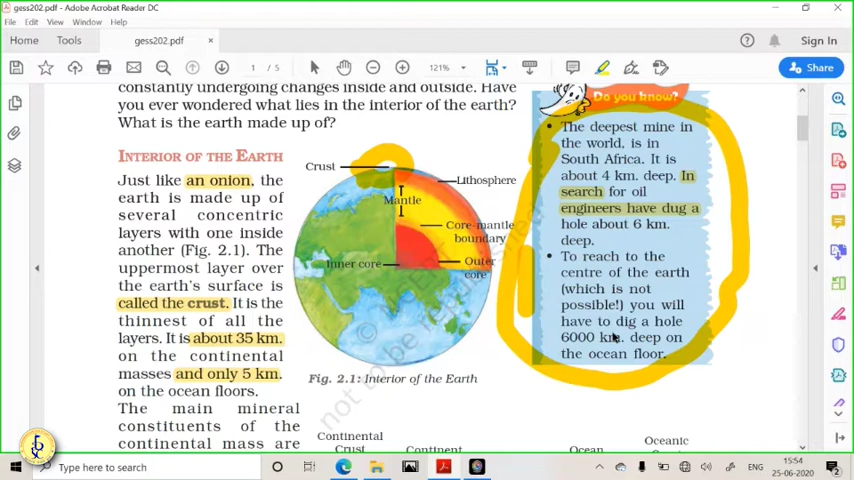 gess202.pdf - Adobe Acrobat Reader DC
File Edit View Window Help
Home Tools gess202.pdf × Sign In
1 / 5 121% Share
constantly undergoing changes inside and outside. Have
you ever wondered what lies in the interior of the earth?
What is the earth made up of?
INTERIOR OF THE EARTH
Just like an onion, the
earth is made up of
several concentric
layers with one inside
another (Fig. 2.1). The
uppermost layer over
the earth's surface is
called the crust. It is the
thinnest of all the
layers. It is about 35 km.
on the continental
masses and only 5 km.
on the ocean floors.
The main mineral
constituents of the
continental mass are
Crust
Lithosphere
Mantle
Core-mantle
boundary
Inner core
Outer
core
not to be republished
Fig. 2.1: Interior of the Earth
Continental
Crust
Continent
Ocean
Oceanic
Do you know?
• The deepest mine in
the world, is in
South Africa. It is
about 4 km. deep. In
search for oil
engineers have dug a
hole about 6 km.
deep.
• To reach to the
centre of the earth
(which is not
possible!) you will
have to dig a hole
6000 km. deep on
the ocean floor.
Type here to search
ENG
15:54
25-06-2020